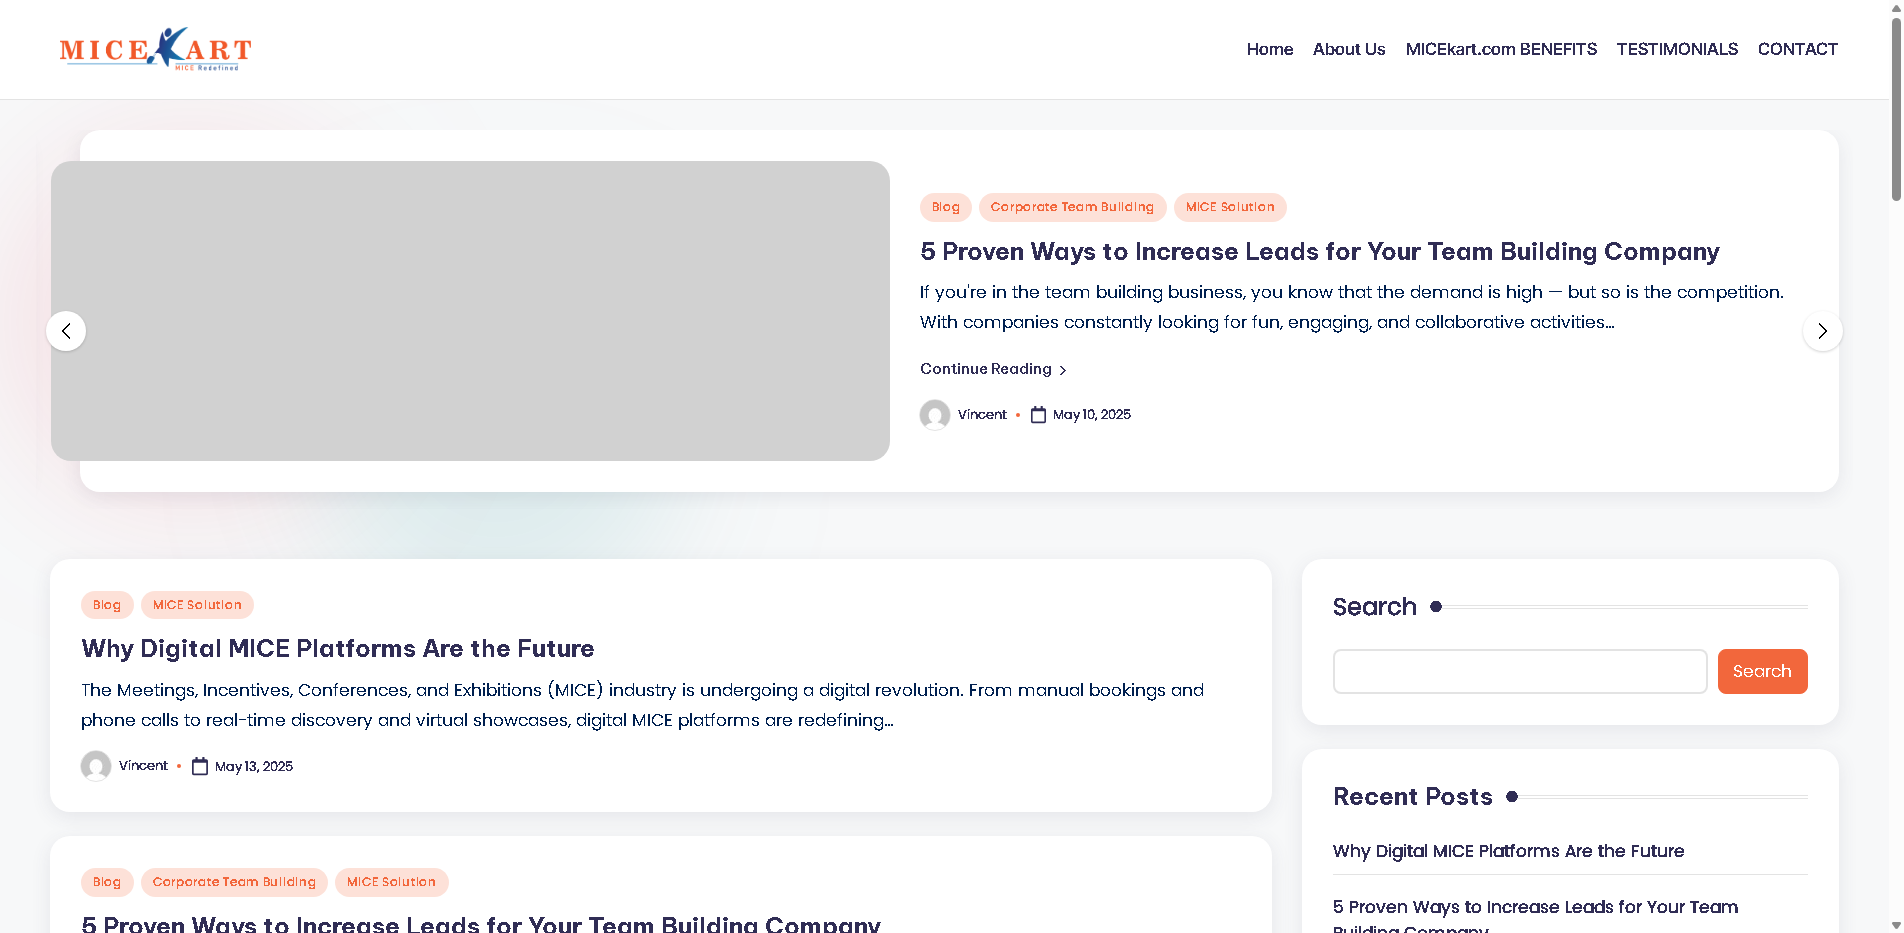 MICEKART
MICE Redefined
Home About Us MICEkart.com BENEFITS TESTIMONIALS CONTACT
Blog Corporate Team Building MICE Solution
5 Proven Ways to Increase Leads for Your Team Building Company
If you're in the team building business, you know that the demand is high — but so is the competition.
With companies constantly looking for fun, engaging, and collaborative activities...
Continue Reading
Vincent • May 10, 2025
Blog MICE Solution
Why Digital MICE Platforms Are the Future
The Meetings, Incentives, Conferences, and Exhibitions (MICE) industry is undergoing a digital revolution. From manual bookings and
phone calls to real-time discovery and virtual showcases, digital MICE platforms are redefining...
Vincent • May 13, 2025
Blog Corporate Team Building MICE Solution
5 Proven Ways to Increase Leads for Your Team Building Company
Search
Search
Recent Posts
Why Digital MICE Platforms Are the Future
5 Proven Ways to Increase Leads for Your Team
Building Company